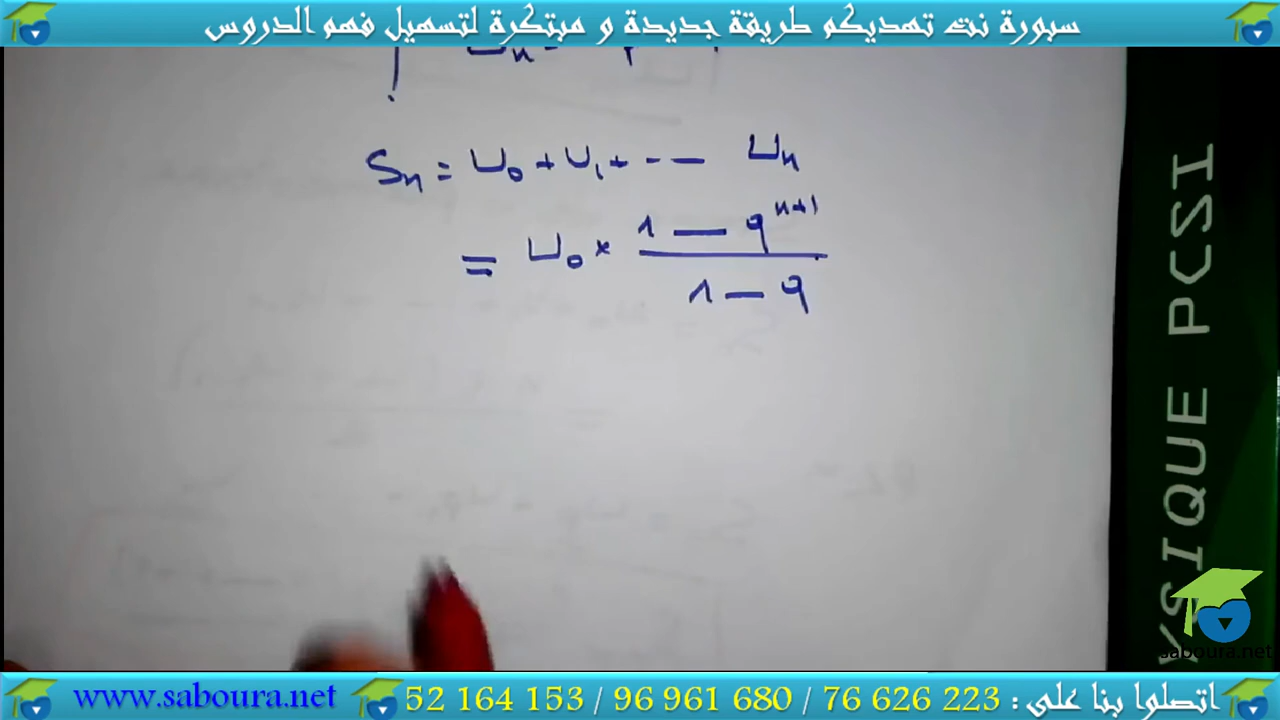 سبورة نت تهديكم طريقة جديدة و مبتكرة لتسهيل فهم الدروس
Sn = U0 + U1 + - - — Un
= U0 × (1 — q^(n+1)) / (1 — q)
YSIQUE PCSI
saboura.net
www.saboura.net 52 164 153 / 96 961 680 / 76 626 223 : اتصلوا بنا على